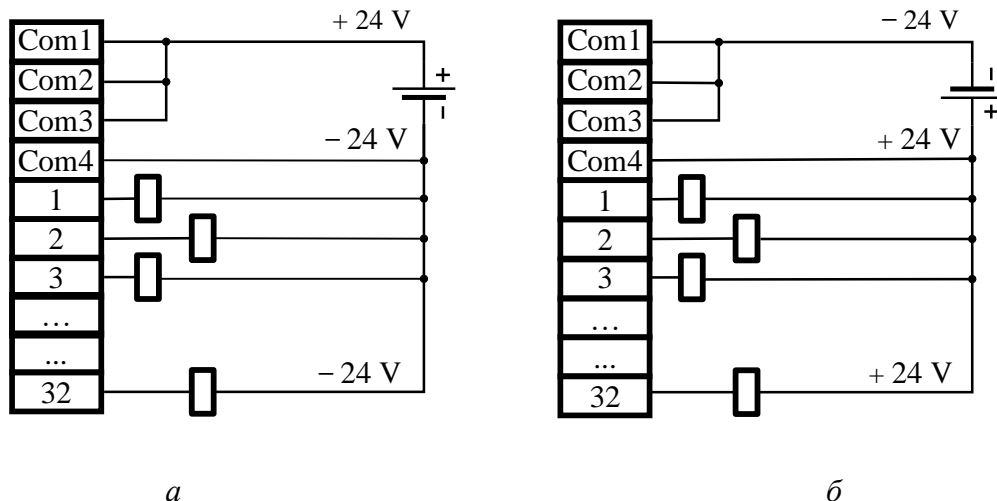 + 24 V
Com1
Com2
Com3
+
−
− 24 V
Com4
1
2
3
…
...
− 24 V
32
а
− 24 V
Com1
Com2
Com3
−
+
+ 24 V
Com4
1
2
3
…
...
+ 24 V
32
б